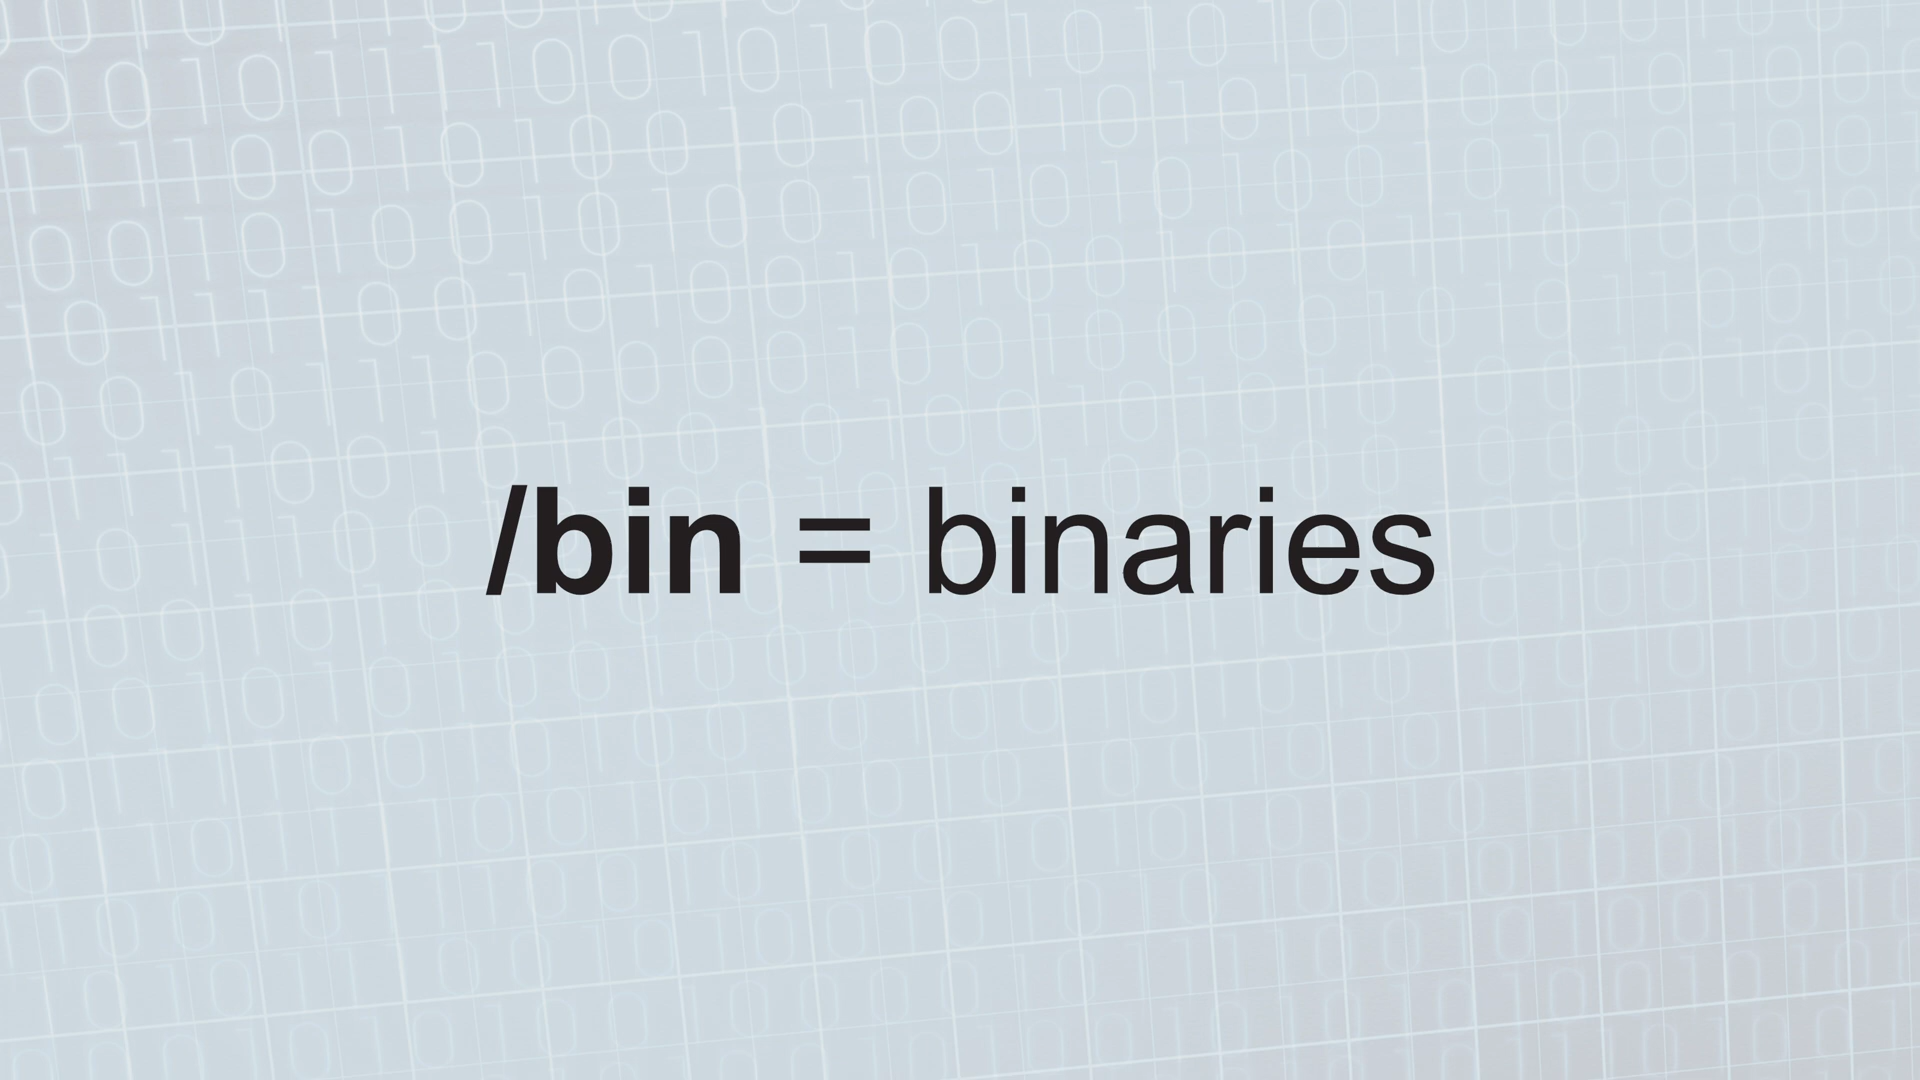 /bin = binaries